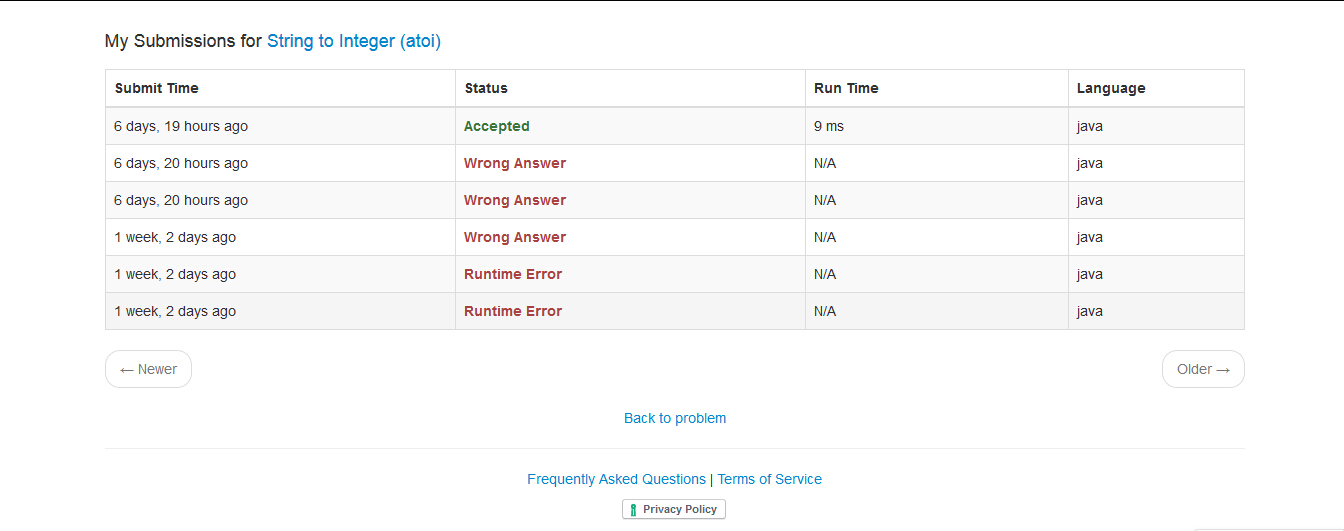 My Submissions for String to Integer (atoi)
Submit Time Status Run Time Language
6 days, 19 hours ago Accepted 9 ms java
6 days, 20 hours ago Wrong Answer N/A java
6 days, 20 hours ago Wrong Answer N/A java
1 week, 2 days ago Wrong Answer N/A java
1 week, 2 days ago Runtime Error N/A java
1 week, 2 days ago Runtime Error N/A java
← Newer Older →
Back to problem
Frequently Asked Questions | Terms of Service
Privacy Policy